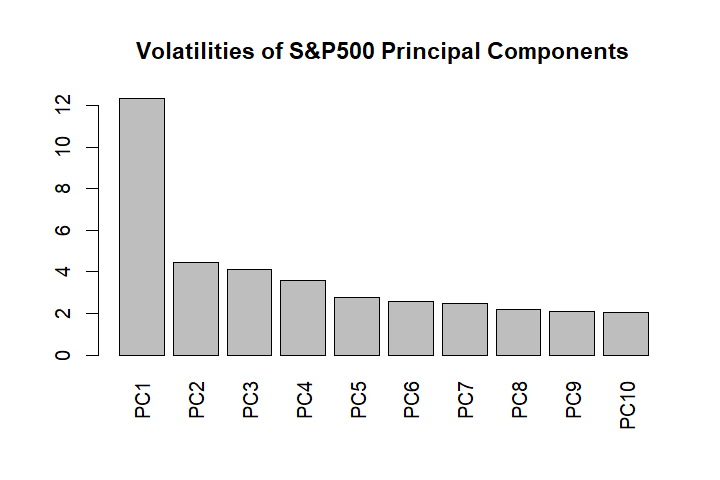 Volatilities of S&P500 Principal Components
12
10
8
6
4
2
0
PC1
PC2
PC3
PC4
PC5
PC6
PC7
PC8
PC9
PC10